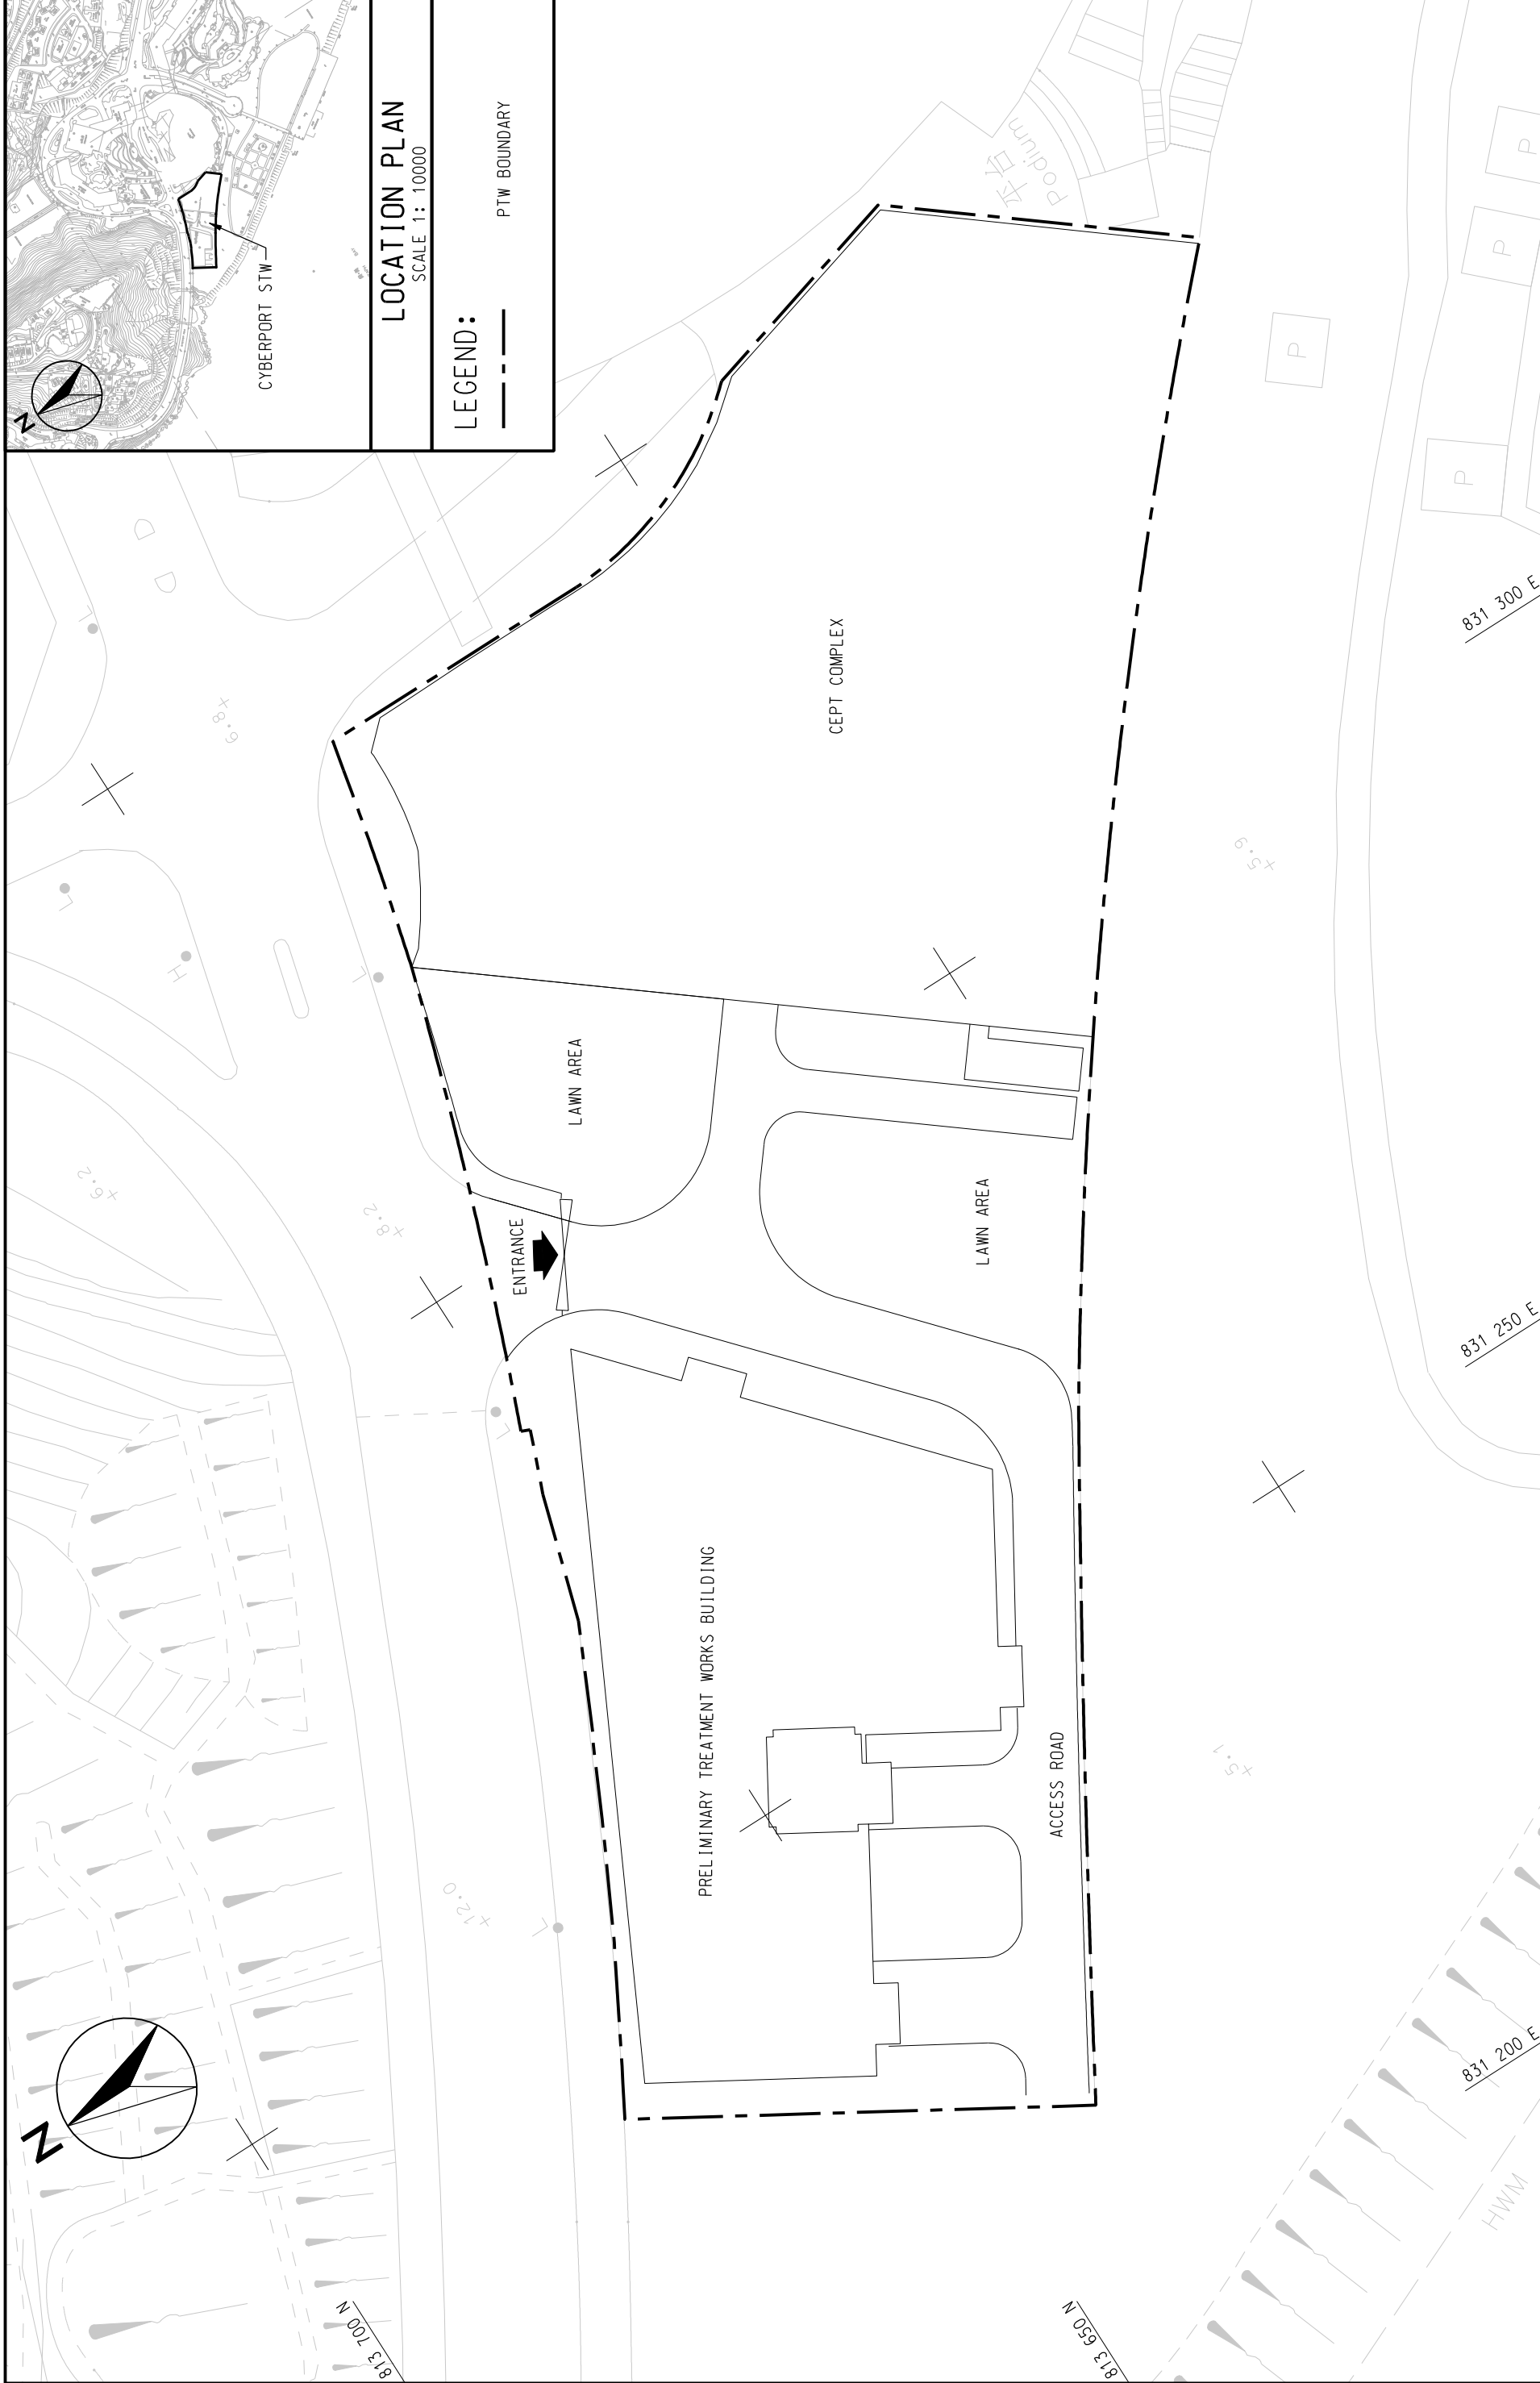 N
CYBERPORT STW
LOCATION PLAN
SCALE 1: 10000
LEGEND:
PTW BOUNDARY
N
CEPT COMPLEX
LAWN AREA
LAWN AREA
ENTRANCE
PRELIMINARY TREATMENT WORKS BUILDING
ACCESS ROAD
平台
Podium
P
P
P
P
D
D
L
L
H
L
L
L
+6.2
+8.2
+12.0
+5.9
+5.1
HWM
831 300 E
831 250 E
831 200 E
813 700 N
813 650 N